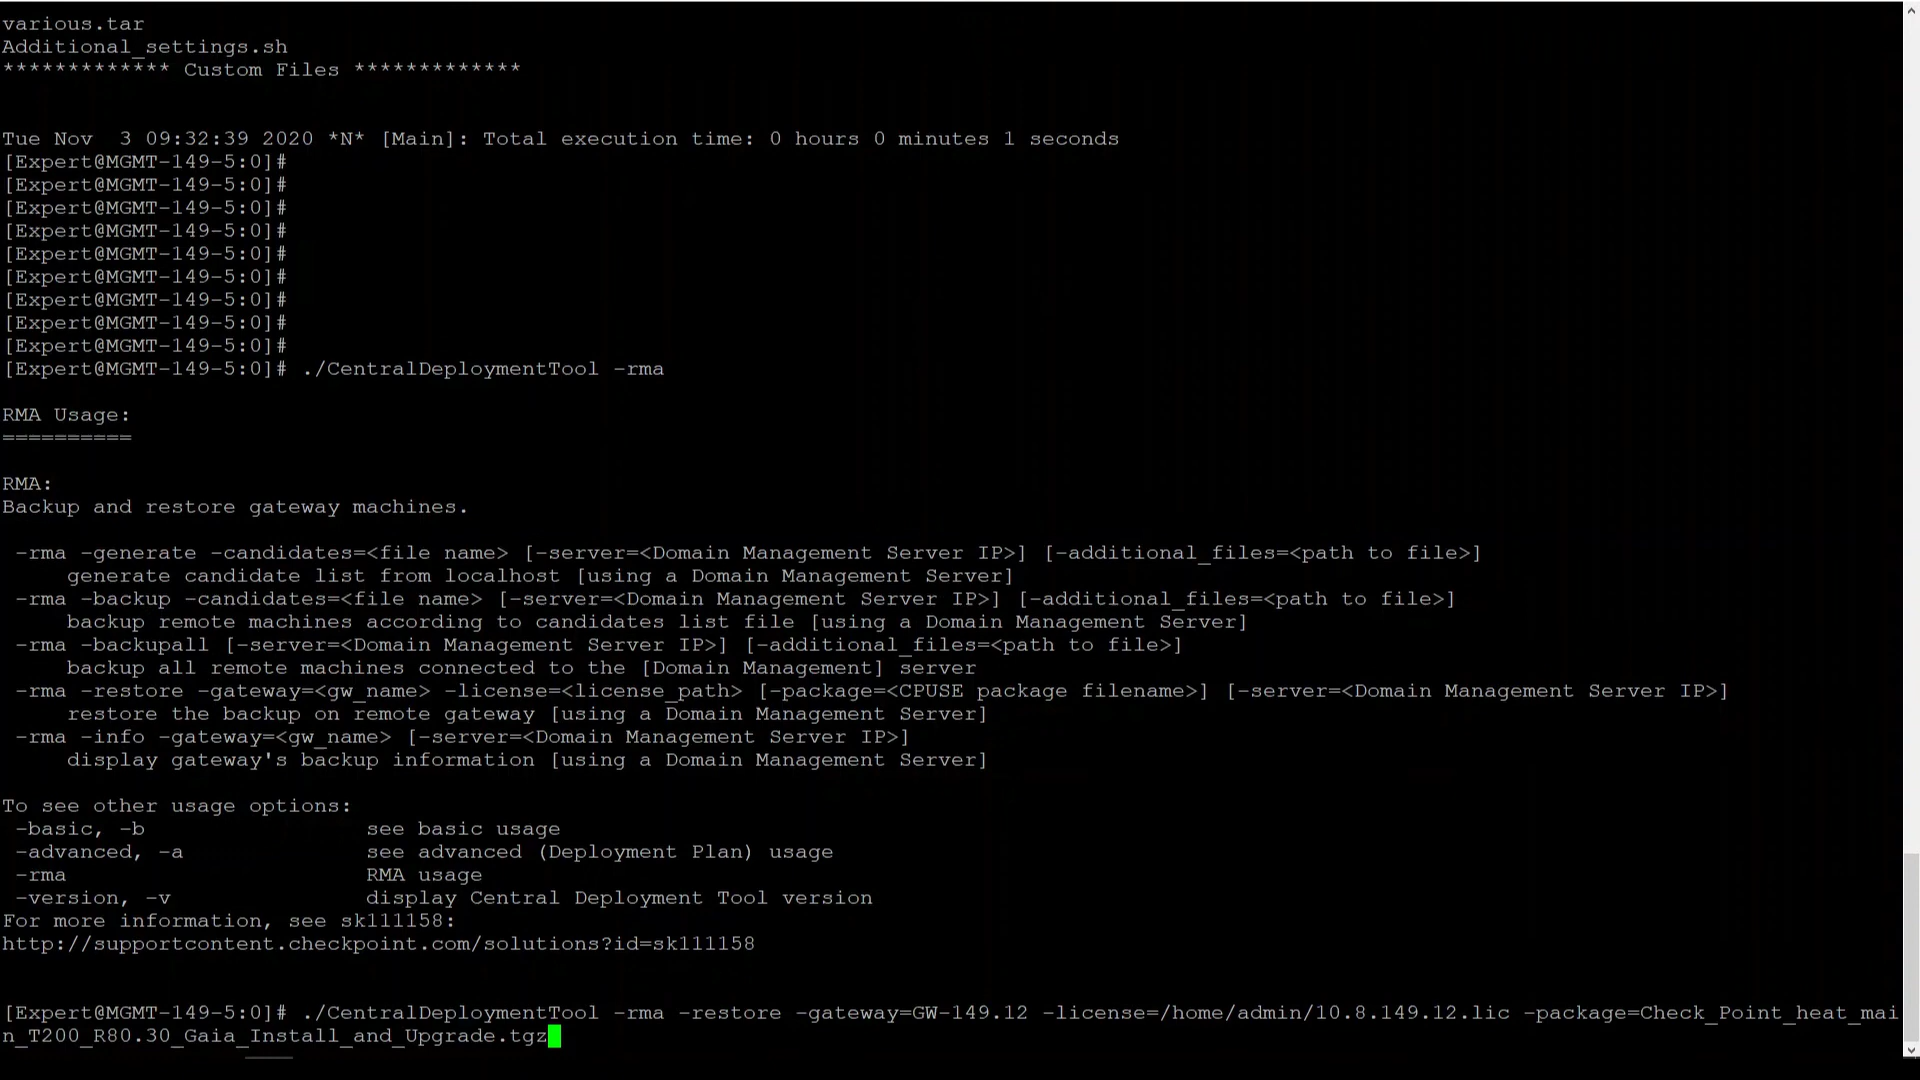 various.tar
Additional_settings.sh
************* Custom Files *************
Tue Nov  3 09:32:39 2020 *N* [Main]: Total execution time: 0 hours 0 minutes 1 seconds
[Expert@MGMT-149-5:0]#
[Expert@MGMT-149-5:0]#
[Expert@MGMT-149-5:0]#
[Expert@MGMT-149-5:0]#
[Expert@MGMT-149-5:0]#
[Expert@MGMT-149-5:0]#
[Expert@MGMT-149-5:0]#
[Expert@MGMT-149-5:0]#
[Expert@MGMT-149-5:0]#
[Expert@MGMT-149-5:0]# ./CentralDeploymentTool -rma
RMA Usage:
==========
RMA:
Backup and restore gateway machines.
-rma -generate -candidates=<file name> [-server=<Domain Management Server IP>] [-additional_files=<path to file>]
generate candidate list from localhost [using a Domain Management Server]
-rma -backup -candidates=<file name> [-server=<Domain Management Server IP>] [-additional_files=<path to file>]
backup remote machines according to candidates list file [using a Domain Management Server]
-rma -backupall [-server=<Domain Management Server IP>] [-additional_files=<path to file>]
backup all remote machines connected to the [Domain Management] server
-rma -restore -gateway=<gw_name> -license=<license_path> [-package=<CPUSE package filename>] [-server=<Domain Management Server IP>]
restore the backup on remote gateway [using a Domain Management Server]
-rma -info -gateway=<gw_name> [-server=<Domain Management Server IP>]
display gateway's backup information [using a Domain Management Server]
To see other usage options:
-basic, -b                 see basic usage
-advanced, -a              see advanced (Deployment Plan) usage
-rma                       RMA usage
-version, -v               display Central Deployment Tool version
For more information, see sk111158:
http://supportcontent.checkpoint.com/solutions?id=sk111158
[Expert@MGMT-149-5:0]# ./CentralDeploymentTool -rma -restore -gateway=GW-149.12 -license=/home/admin/10.8.149.12.lic -package=Check_Point_heat_mai
n_T200_R80.30_Gaia_Install_and_Upgrade.tgz